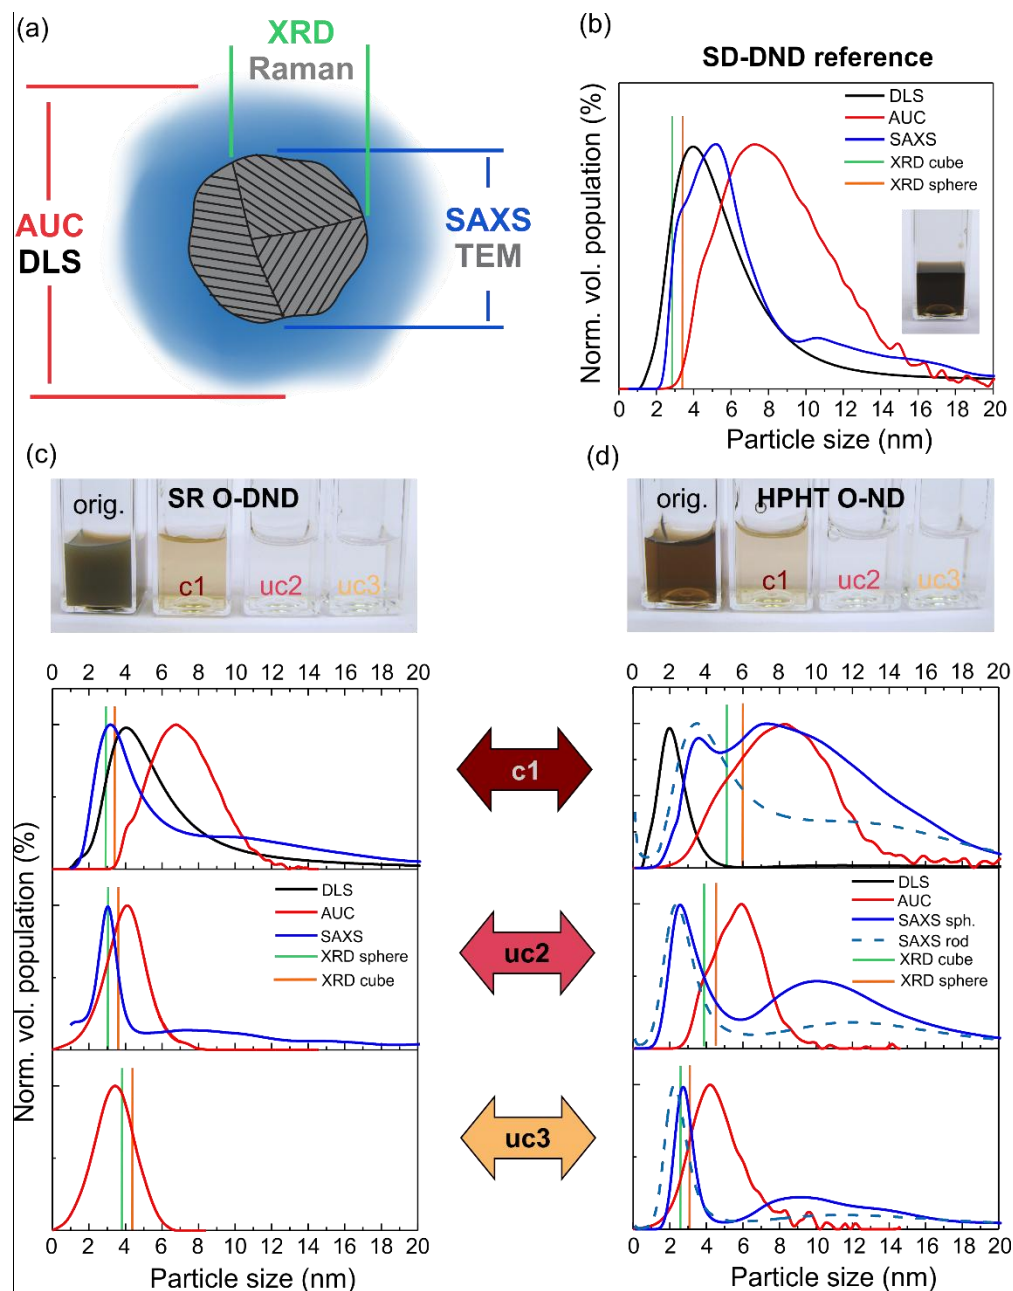 (a)
XRD
Raman
AUC
DLS
SAXS
TEM
(b)
SD-DND reference
Norm. vol. population (%)
DLS
AUC
SAXS
XRD cube
XRD sphere
0 2 4 6 8 10 12 14 16 18 20
Particle size (nm)
(c)
orig.
SR O-DND
c1
uc2
uc3
0 2 4 6 8 10 12 14 16 18 20
Norm. vol. population (%)
DLS
AUC
SAXS
XRD sphere
XRD cube
0 2 4 6 8 10 12 14 16 18 20
Particle size (nm)
c1
uc2
uc3
(d)
orig.
HPHT O-ND
c1
uc2
uc3
0 2 4 6 8 10 12 14 16 18 20
DLS
AUC
SAXS sph.
SAXS rod
XRD cube
XRD sphere
0 2 4 6 8 10 12 14 16 18 20
Particle size (nm)